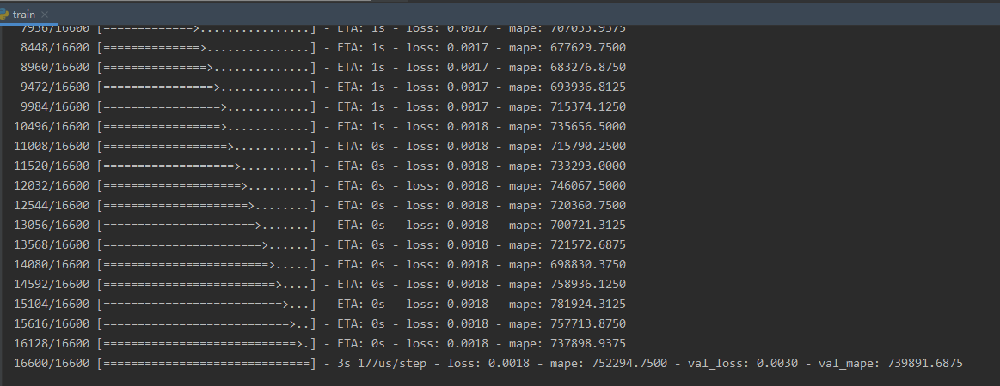 train
7936/16600 [=============>................] - ETA: 1s - loss: 0.0017 - mape: 707033.9375
8448/16600 [==============>...............] - ETA: 1s - loss: 0.0017 - mape: 677629.7500
8960/16600 [===============>..............] - ETA: 1s - loss: 0.0017 - mape: 683276.8750
9472/16600 [================>.............] - ETA: 1s - loss: 0.0017 - mape: 693936.8125
9984/16600 [=================>............] - ETA: 1s - loss: 0.0017 - mape: 715374.1250
10496/16600 [=================>............] - ETA: 1s - loss: 0.0018 - mape: 735656.5000
11008/16600 [==================>...........] - ETA: 0s - loss: 0.0018 - mape: 715790.2500
11520/16600 [===================>..........] - ETA: 0s - loss: 0.0018 - mape: 733293.0000
12032/16600 [====================>.........] - ETA: 0s - loss: 0.0018 - mape: 746067.5000
12544/16600 [=====================>........] - ETA: 0s - loss: 0.0018 - mape: 720360.7500
13056/16600 [======================>.......] - ETA: 0s - loss: 0.0018 - mape: 700721.3125
13568/16600 [=======================>......] - ETA: 0s - loss: 0.0018 - mape: 721572.6875
14080/16600 [========================>.....] - ETA: 0s - loss: 0.0018 - mape: 698830.3750
14592/16600 [=========================>....] - ETA: 0s - loss: 0.0018 - mape: 758936.1250
15104/16600 [==========================>...] - ETA: 0s - loss: 0.0018 - mape: 781924.3125
15616/16600 [===========================>..] - ETA: 0s - loss: 0.0018 - mape: 757713.8750
16128/16600 [============================>.] - ETA: 0s - loss: 0.0018 - mape: 737898.9375
16600/16600 [==============================] - 3s 177us/step - loss: 0.0018 - mape: 752294.7500 - val_loss: 0.0030 - val_mape: 739891.6875